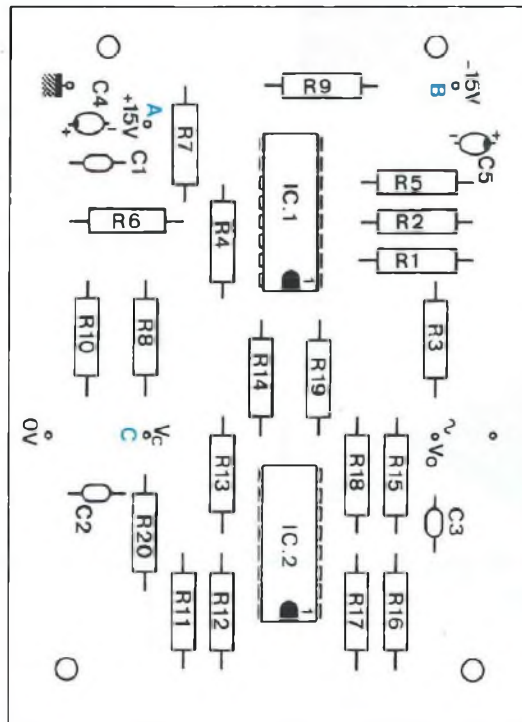 C4
+15V
A
C1
R7
R9
-15V
B
C5
+
-
-
+
IC.1
1
R5
R2
R1
R6
R4
R10
R8
R3
R14
R19
0V
VC
C
R13
R18
R15
~
VO
C2
R20
IC.2
1
C3
R11
R12
R17
R16